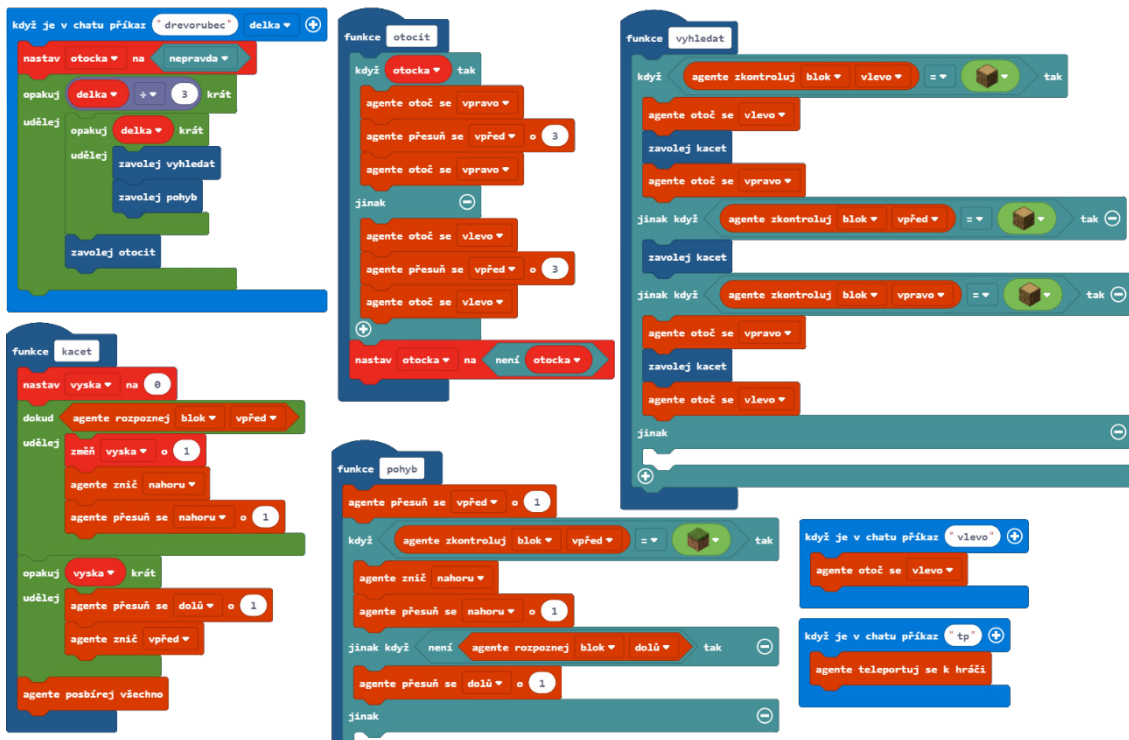 když je v chatu příkaz "drevorubec" delka
nastav otocka na nepravda
opakuj delka ÷ 3 krát
udělej
opakuj delka krát
udělej
zavolej vyhledat
zavolej pohyb
zavolej otocit
funkce otocit
když otocka tak
agente otoč se vpravo
agente přesuň se vpřed o 3
agente otoč se vpravo
jinak
agente otoč se vlevo
agente přesuň se vpřed o 3
agente otoč se vlevo
nastav otocka na není otocka
funkce vyhledat
když agente zkontroluj blok vlevo = tak
agente otoč se vlevo
zavolej kacet
agente otoč se vpravo
jinak když agente zkontroluj blok vpřed = tak
zavolej kacet
jinak když agente zkontroluj blok vpravo = tak
agente otoč se vpravo
zavolej kacet
agente otoč se vlevo
jinak
funkce kacet
nastav vyska na 0
dokud agente rozpoznej blok vpřed
udělej
změň vyska o 1
agente znič nahoru
agente přesuň se nahoru o 1
opakuj vyska krát
udělej
agente přesuň se dolů o 1
agente znič vpřed
agente posbírej všechno
funkce pohyb
agente přesuň se vpřed o 1
když agente zkontroluj blok vpřed = tak
agente znič nahoru
agente přesuň se nahoru o 1
jinak když není agente rozpoznej blok dolů tak
agente přesuň se dolů o 1
jinak
když je v chatu příkaz "vlevo"
agente otoč se vlevo
když je v chatu příkaz "tp"
agente teleportuj se k hráči